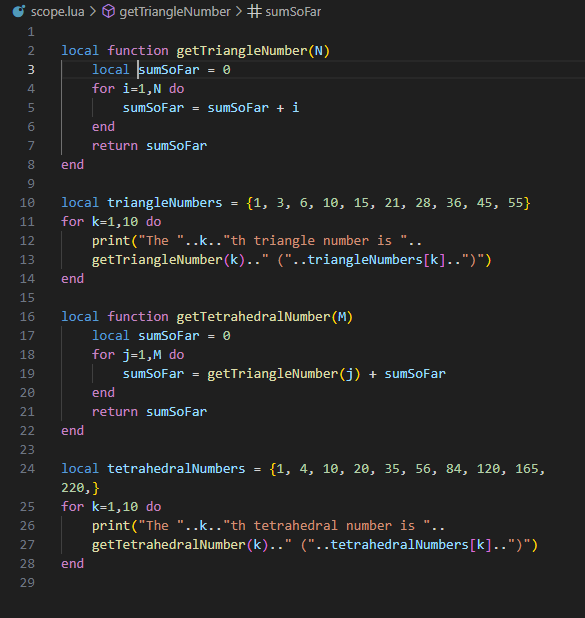 scope.lua > getTriangleNumber > sumSoFar
1
2 local function getTriangleNumber(N)
3     local sumSoFar = 0
4     for i=1,N do
5         sumSoFar = sumSoFar + i
6     end
7     return sumSoFar
8 end
9
10 local triangleNumbers = {1, 3, 6, 10, 15, 21, 28, 36, 45, 55}
11 for k=1,10 do
12     print("The "..k.."th triangle number is "..
13     getTriangleNumber(k).." ("..triangleNumbers[k]..")")
14 end
15
16 local function getTetrahedralNumber(M)
17     local sumSoFar = 0
18     for j=1,M do
19         sumSoFar = getTriangleNumber(j) + sumSoFar
20     end
21     return sumSoFar
22 end
23
24 local tetrahedralNumbers = {1, 4, 10, 20, 35, 56, 84, 120, 165,
220,}
25 for k=1,10 do
26     print("The "..k.."th tetrahedral number is "..
27     getTetrahedralNumber(k).." ("..tetrahedralNumbers[k]..")")
28 end
29